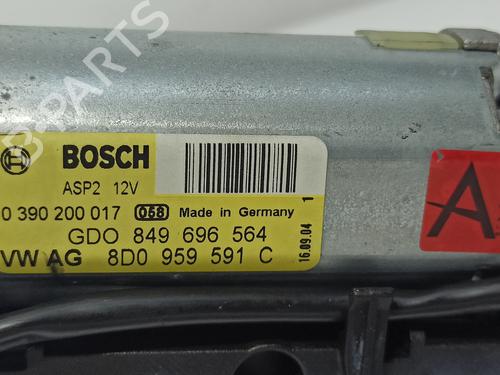 BOSCH
ASP2 12V
0 390 200 017 058 Made in Germany
GDO 849 696 564
VW AG 8D0 959 591 C
16.09.04 1
A
B-PARTS